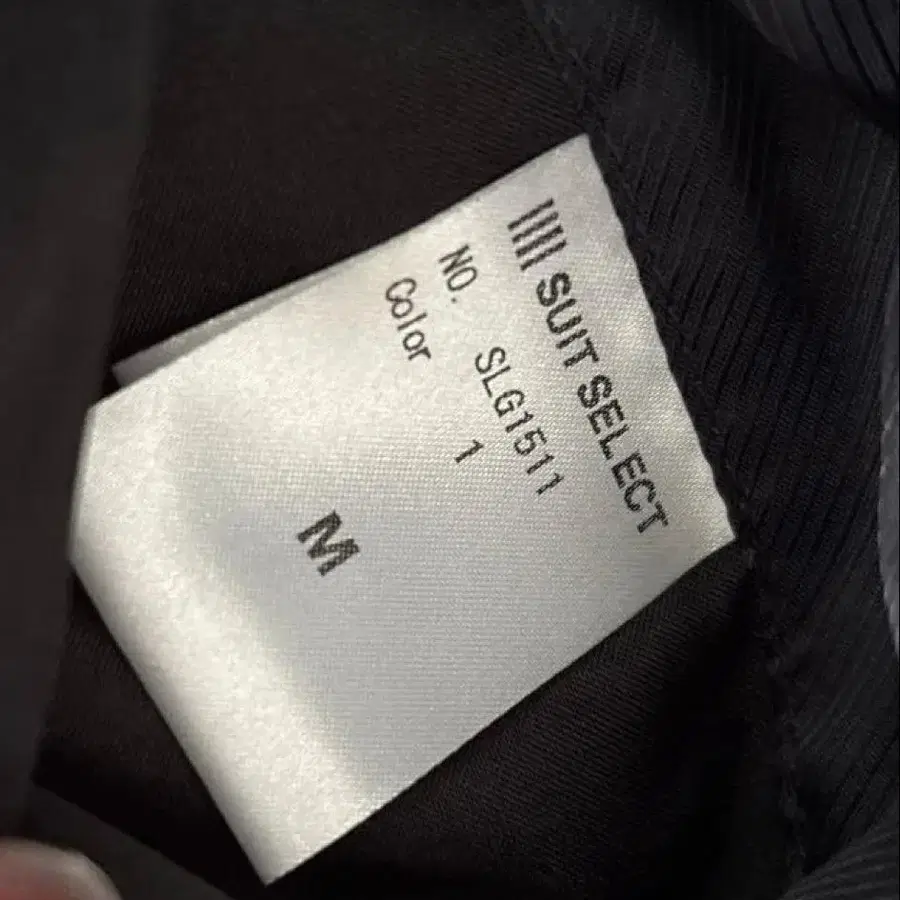 SUIT SELECT
NO. SLG1511
Color 1
M